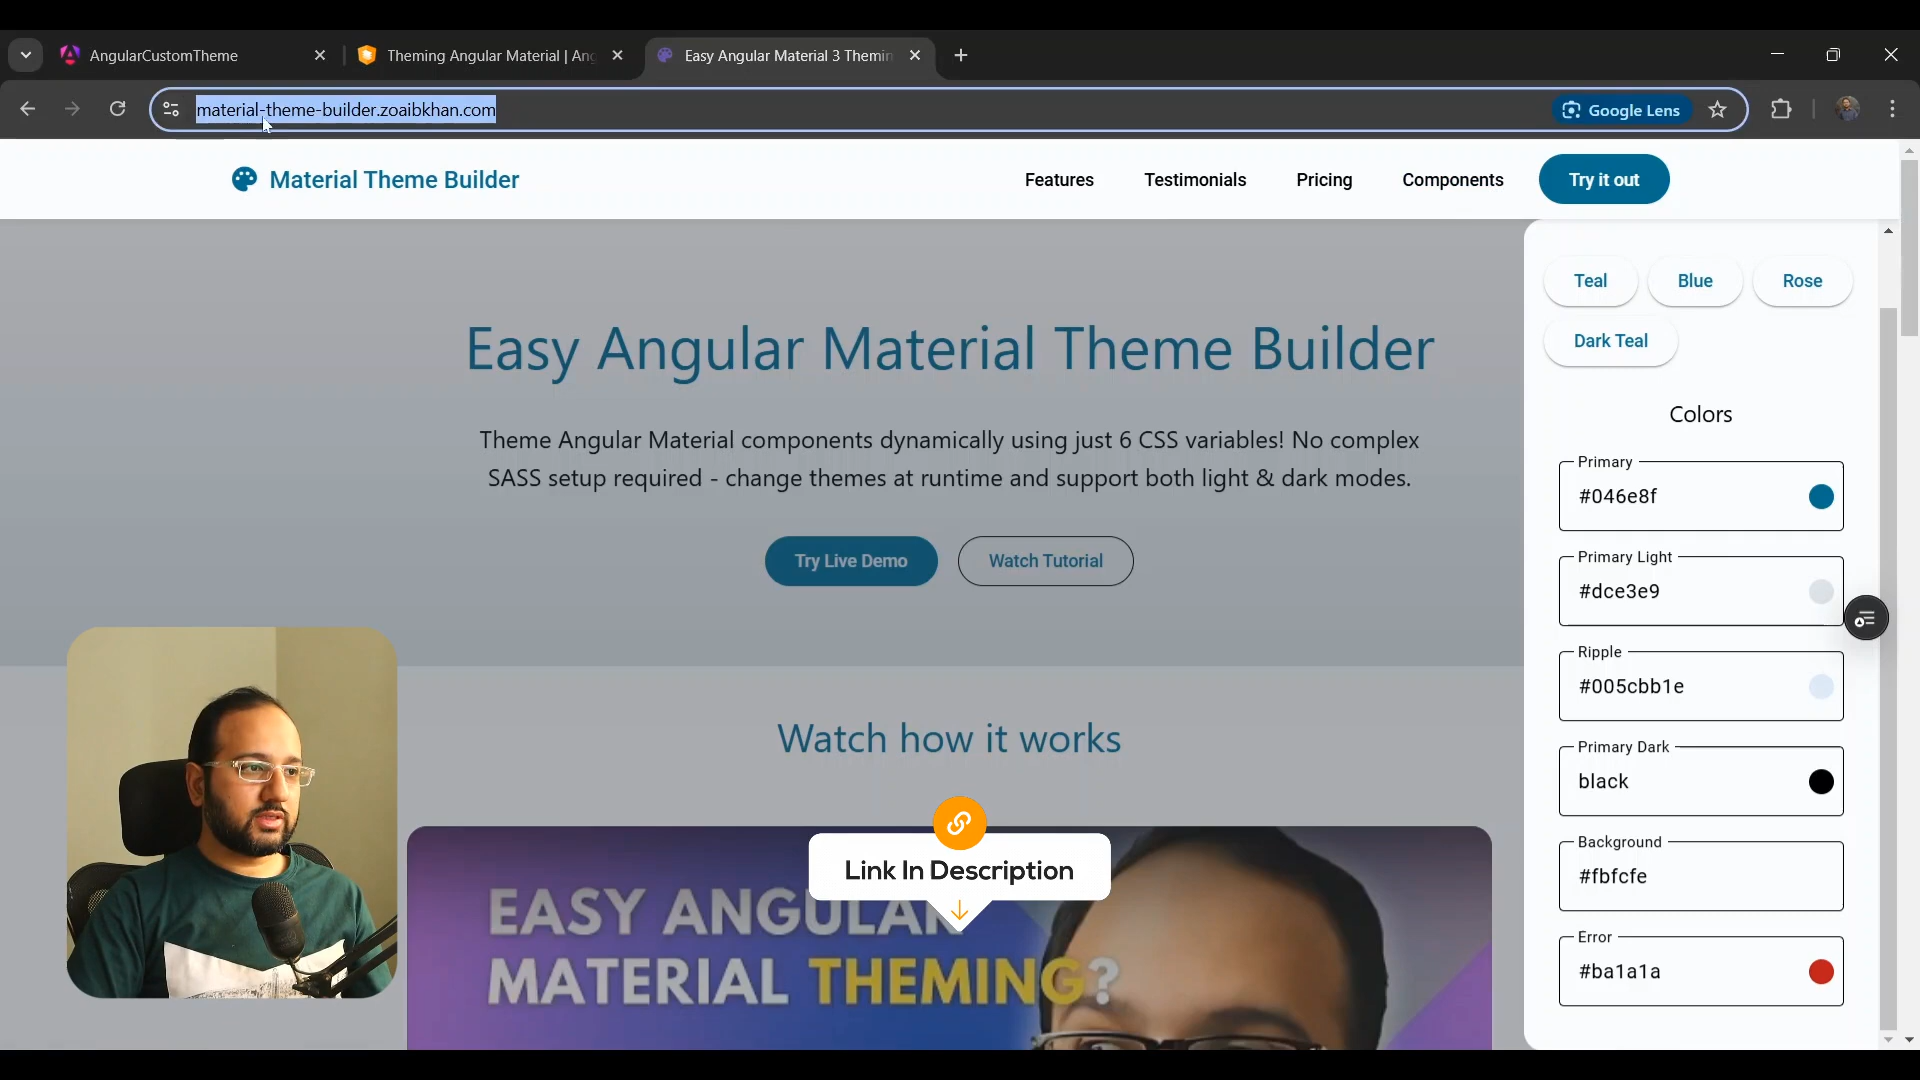 AngularCustomTheme
Theming Angular Material | Ang
Easy Angular Material 3 Themin
material-theme-builder.zoaibkhan.com
Google Lens
Material Theme Builder
Features
Testimonials
Pricing
Components
Try it out
Easy Angular Material Theme Builder
Theme Angular Material components dynamically using just 6 CSS variables! No complex
SASS setup required - change themes at runtime and support both light & dark modes.
Try Live Demo
Watch Tutorial
Watch how it works
EASY ANGULAR
MATERIAL THEMING?
Link In Description
Teal
Blue
Rose
Dark Teal
Colors
Primary
#046e8f
Primary Light
#dce3e9
Ripple
#005cbb1e
Primary Dark
black
Background
#fbfcfe
Error
#ba1a1a